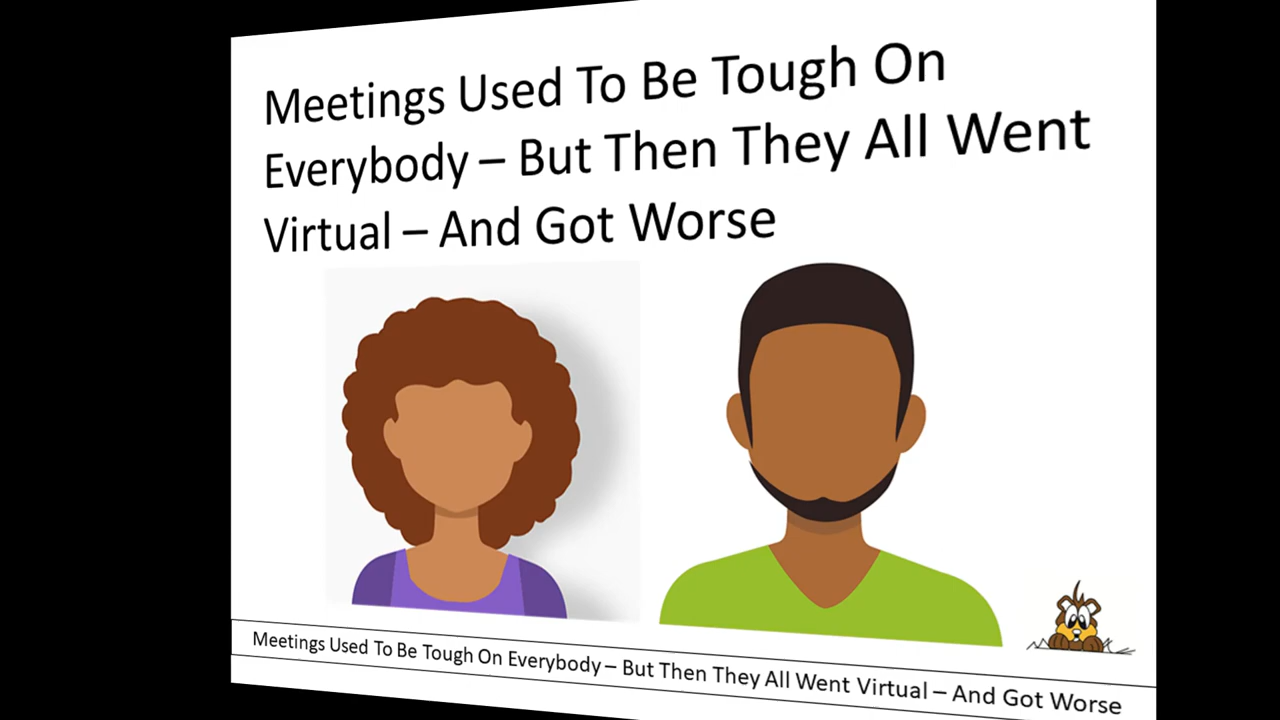 Meetings Used To Be Tough On
Everybody – But Then They All Went
Virtual – And Got Worse
Meetings Used To Be Tough On Everybody – But Then They All Went Virtual – And Got Worse